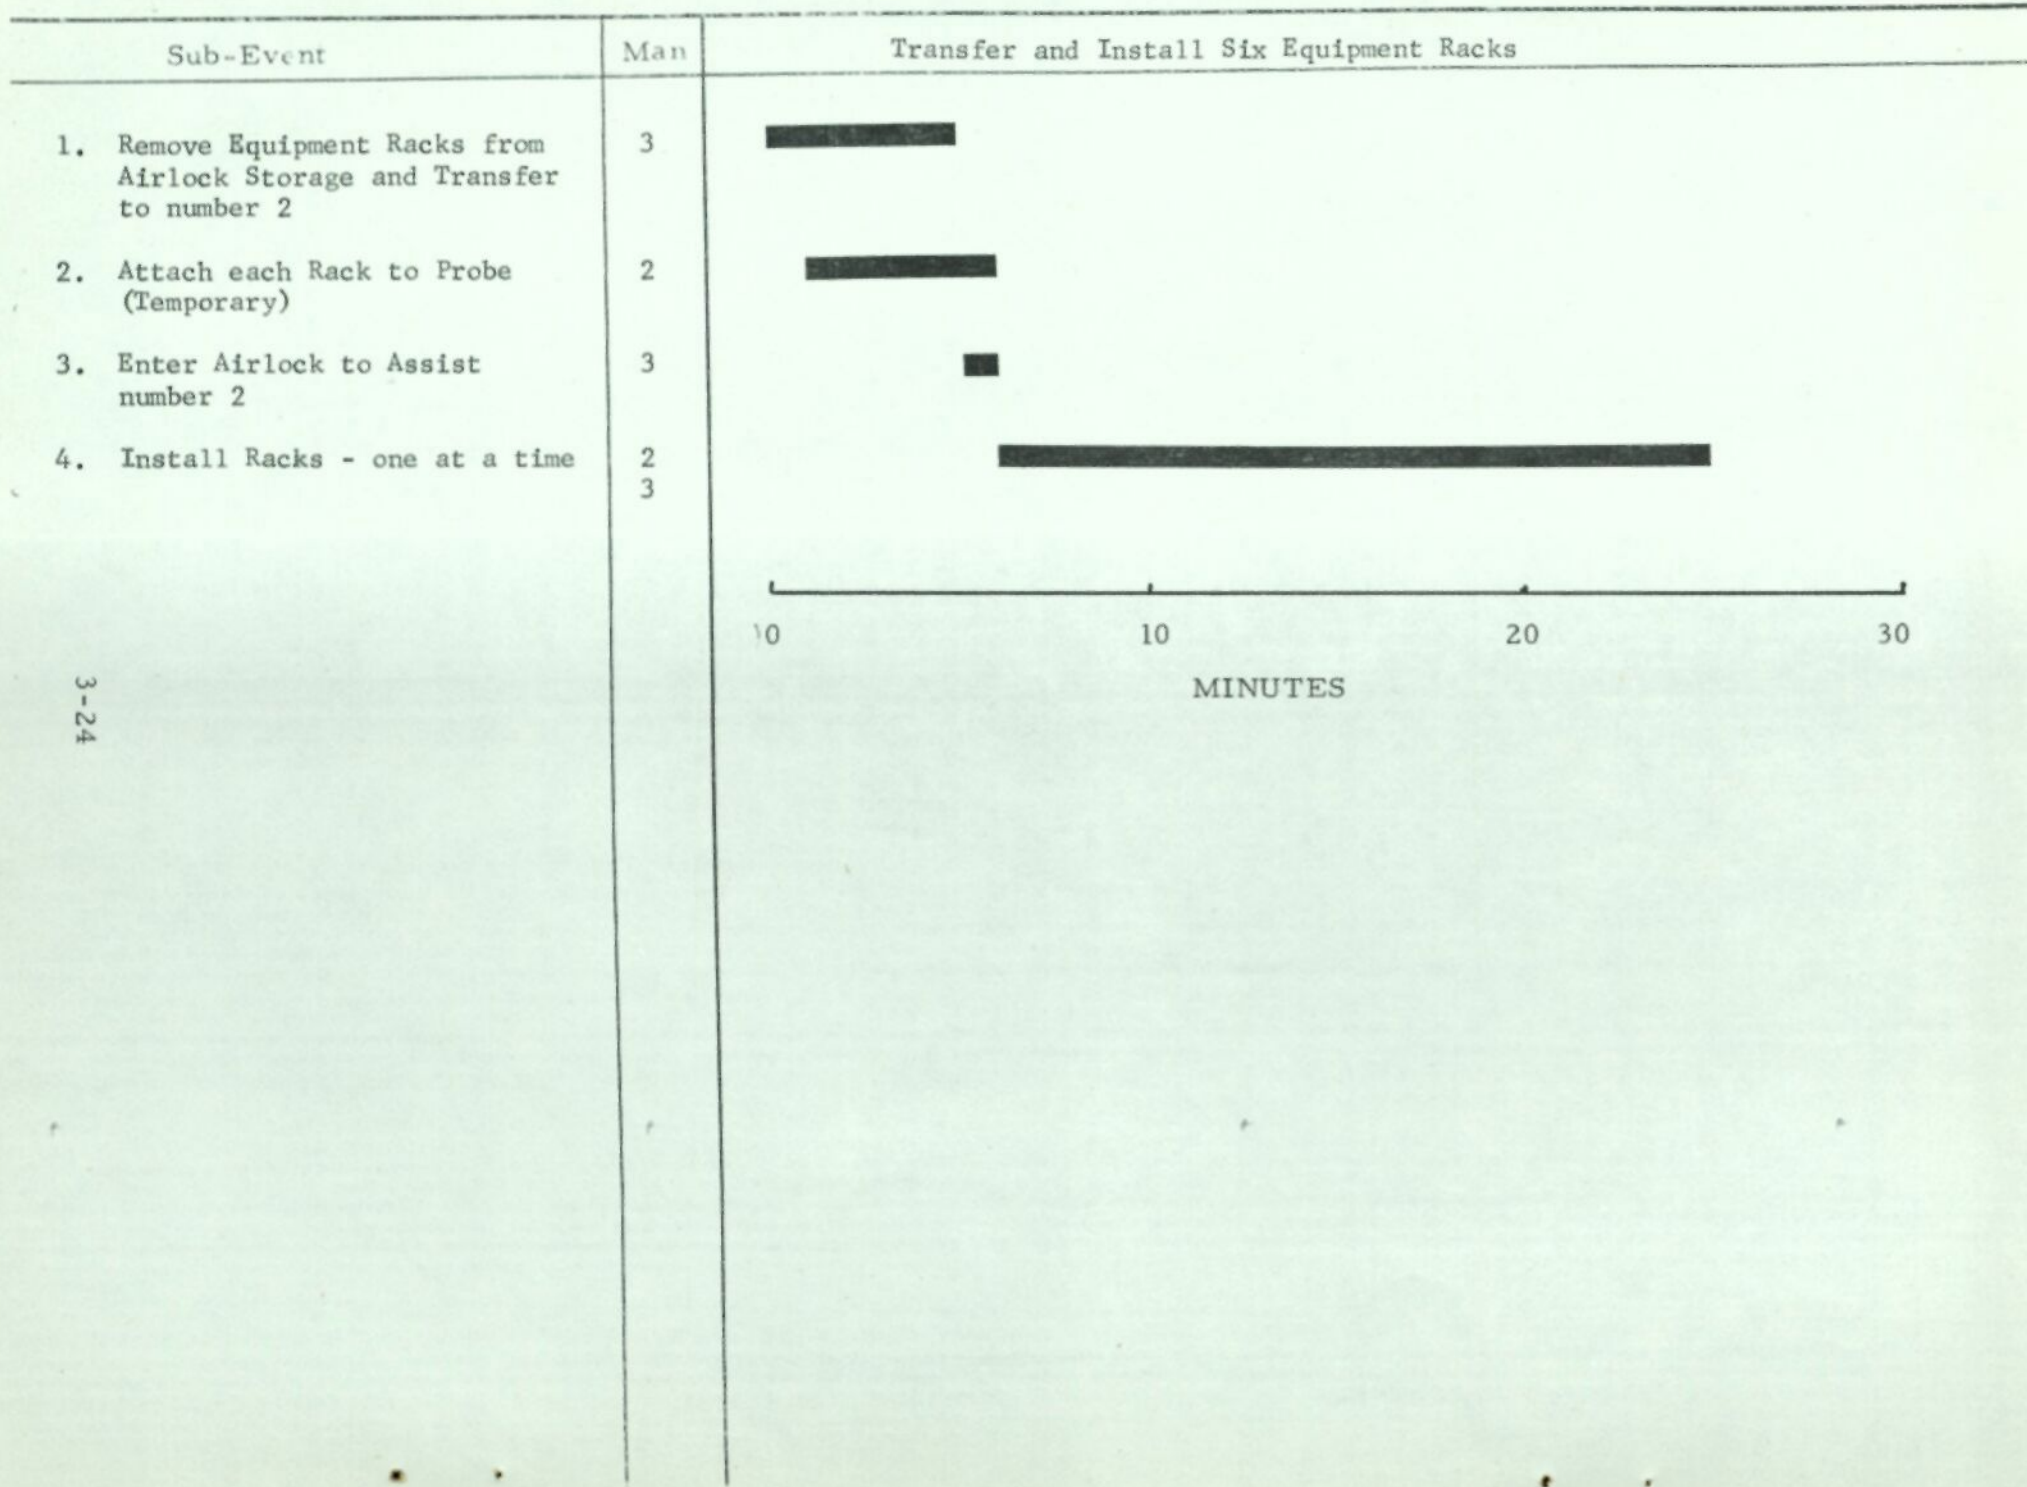 Sub-Event Man Transfer and Install Six Equipment Racks
1. Remove Equipment Racks from 3
Airlock Storage and Transfer
to number 2
2. Attach each Rack to Probe 2
(Temporary)
3. Enter Airlock to Assist 3
number 2
4. Install Racks - one at a time 2
3
0 10 20 30
MINUTES
3-24